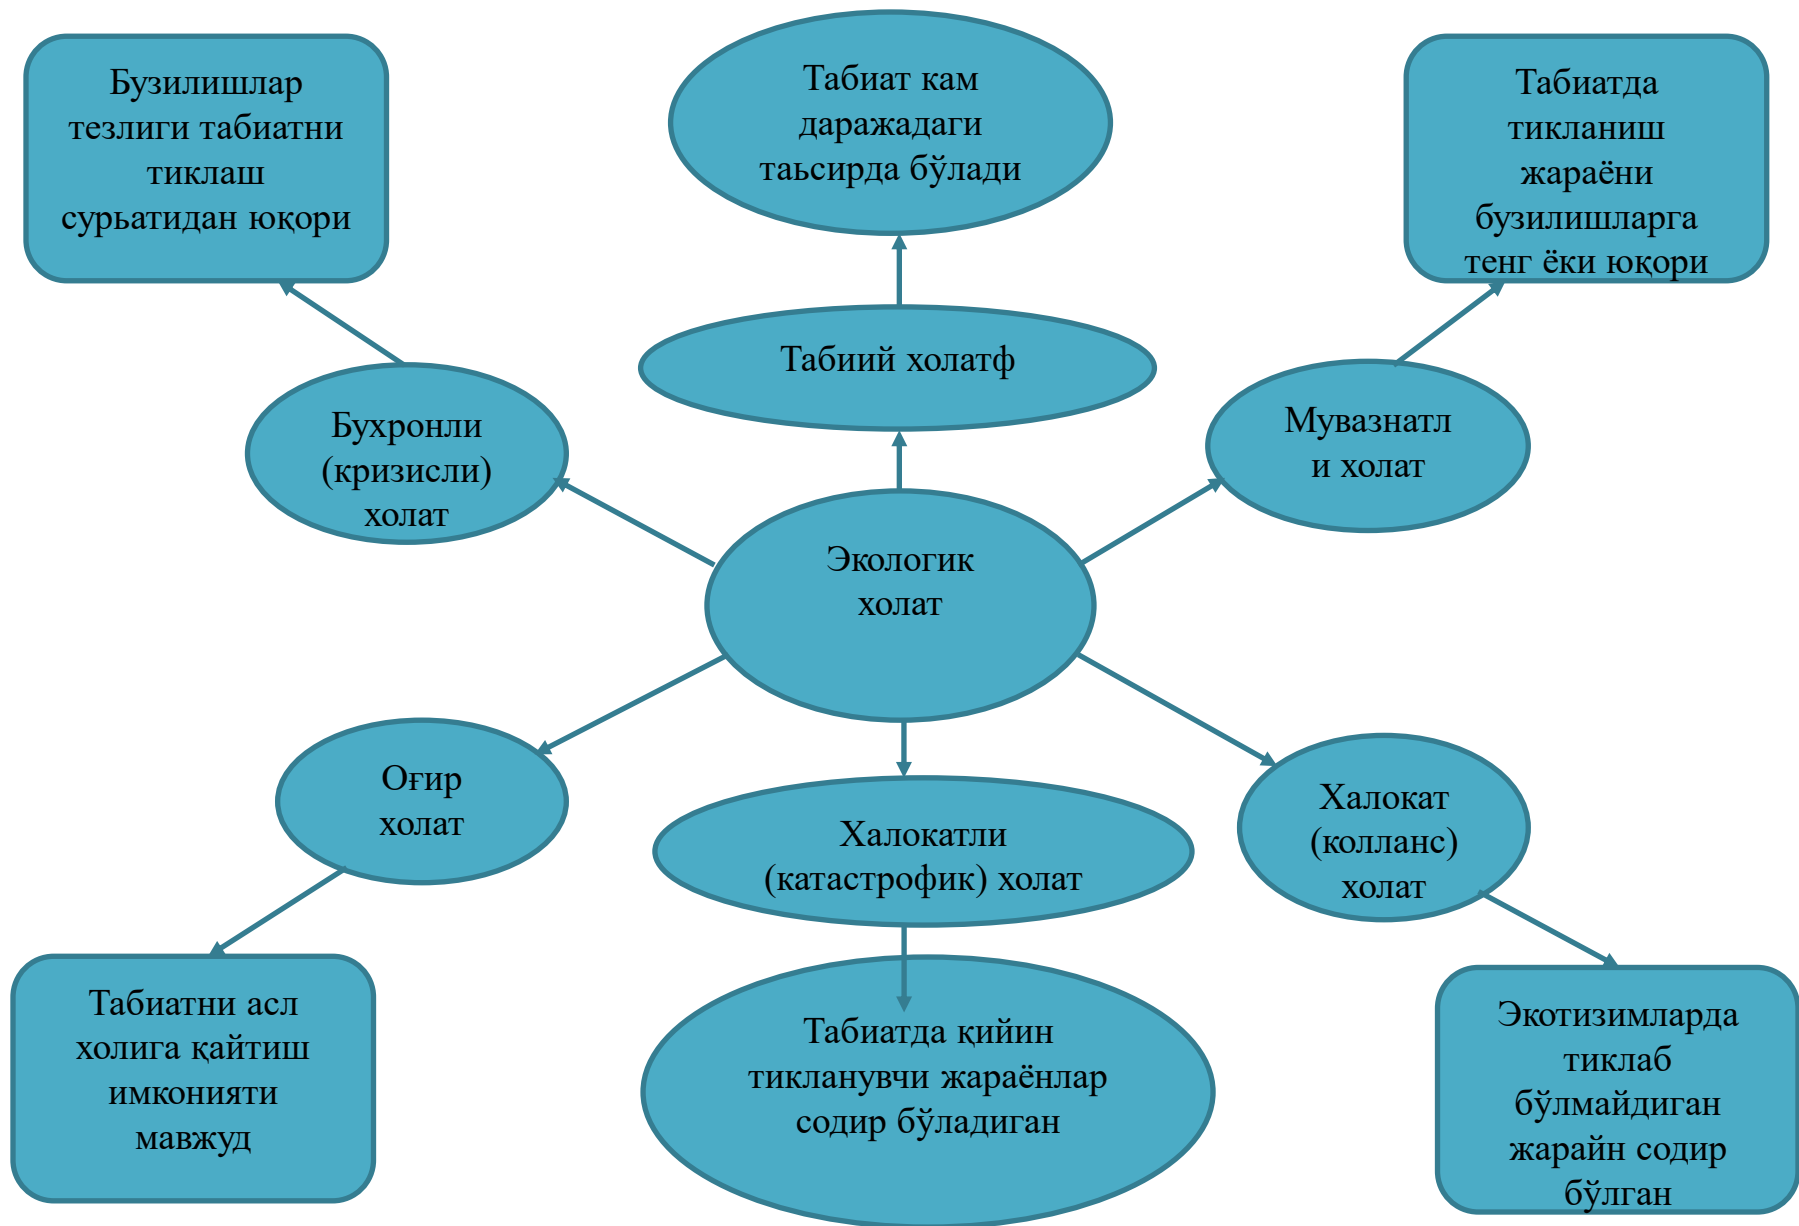 Бузилишлар
тезлиги табиатни
тиклаш
сурьатидан юқори
Табиат кам
даражадаги
таьсирда бўлади
Табиатда
тикланиш
жараёни
бузилишларга
тенг ёки юқори
Табиий холатф
Бухронли
(кризисли)
холат
Мувазнатл
и холат
Экологик
холат
Оғир
холат
Халокатли
(катастрофик) холат
Халокат
(колланс)
холат
Табиатни асл
холига қайтиш
имконияти
мавжуд
Табиатда қийин
тикланувчи жараёнлар
содир бўладиган
Экотизимларда
тиклаб
бўлмайдиган
жарайн содир
бўлган